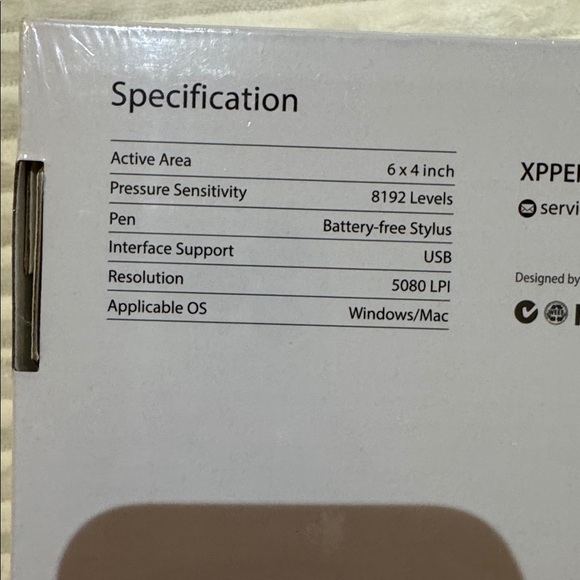 Specification
Active Area 6 x 4 inch
Pressure Sensitivity 8192 Levels
Pen Battery-free Stylus
Interface Support USB
Resolution 5080 LPI
Applicable OS Windows/Mac
Designed by